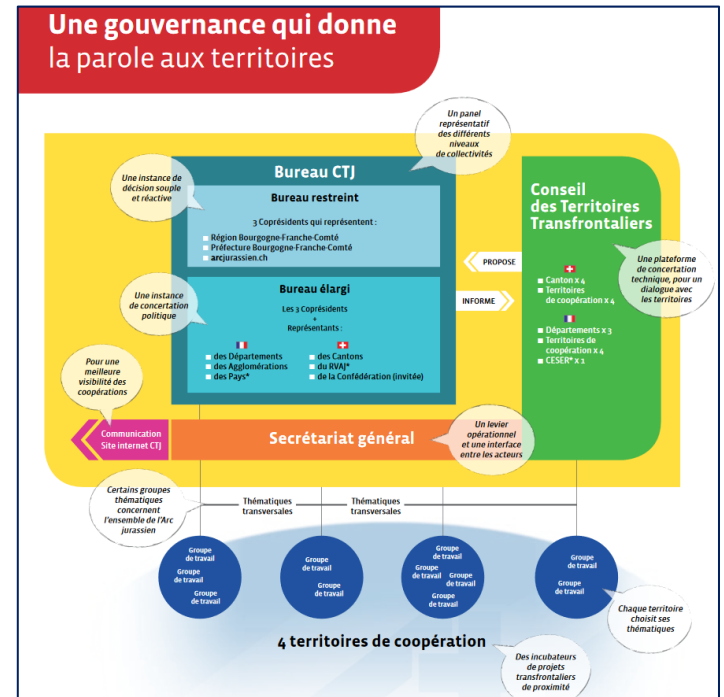 Une gouvernance qui donne
la parole aux territoires
Un panel
représentatif
des différents
niveaux
de collectivités
Une instance de
décision souple
et réactive
Bureau CTJ
Bureau restreint
3 Coprésidents qui représentent :
Région Bourgogne-Franche-Comté
Préfecture Bourgogne-Franche-Comté
arcjurassien.ch
Une instance
de concertation
politique
Bureau élargi
Les 3 Coprésidents
+
Représentants :
des Départements
des Agglomérations
des Pays*
des Cantons
du RVAJ*
de la Confédération (invitée)
PROPOSE
INFORME
Conseil
des Territoires
Transfrontaliers
Canton x 4
Territoires
de coopération x 4
Départements x 3
Territoires de
coopération x 4
CESER* x 1
Une plateforme
de concertation
technique, pour un
dialogue avec
les territoires
Pour une
meilleure
visibilité des
coopérations
Communication
Site internet CTJ
Secrétariat général
Un levier
opérationnel
et une interface
entre les acteurs
Certains groupes
thématiques
concernent
l'ensemble de l'Arc
jurassien
Thématiques
transversales
Thématiques
transversales
Groupe
de travail
Groupe
de travail
Groupe
de travail
Groupe
de travail
Groupe
de travail
Groupe
de travail
Groupe
de travail
Groupe
de travail
Groupe
de travail
Groupe
de travail
Groupe
de travail
Chaque territoire
choisit ses
thématiques
4 territoires de coopération
Des incubateurs
de projets
transfrontaliers
de proximité